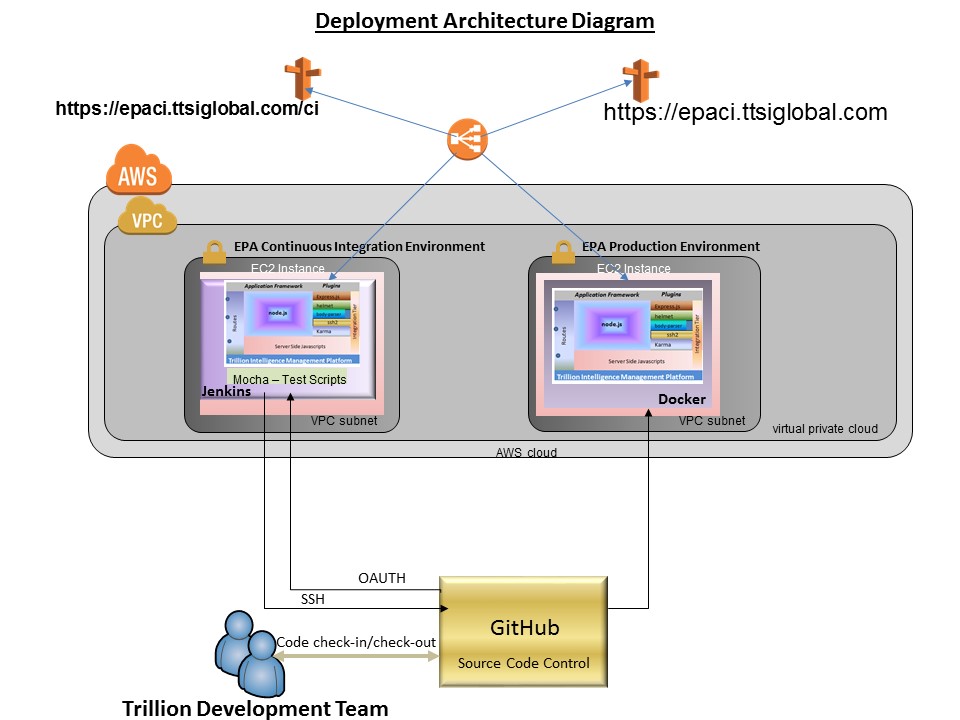 Deployment Architecture Diagram
https://epaci.ttsiglobal.com/ci
https://epaci.ttsiglobal.com
AWS
VPC
EPA Continuous Integration Environment
EPA Production Environment
EC2 Instance
EC2 Instance
Application Framework
Plugins
Routes
node.js
Express.js
helmet
body-parser
ssh2
Karma
Integration Tier
Server Side Javascripts
Trillion Intelligence Management Platform
Mocha – Test Scripts
Jenkins
VPC subnet
Application Framework
Plugins
Routes
node.js
Express.js
helmet
body-parser
ssh2
Karma
Integration Tier
Server Side Javascripts
Trillion Intelligence Management Platform
Docker
VPC subnet
virtual private cloud
AWS cloud
OAUTH
SSH
GitHub
Source Code Control
Code check-in/check-out
Trillion Development Team